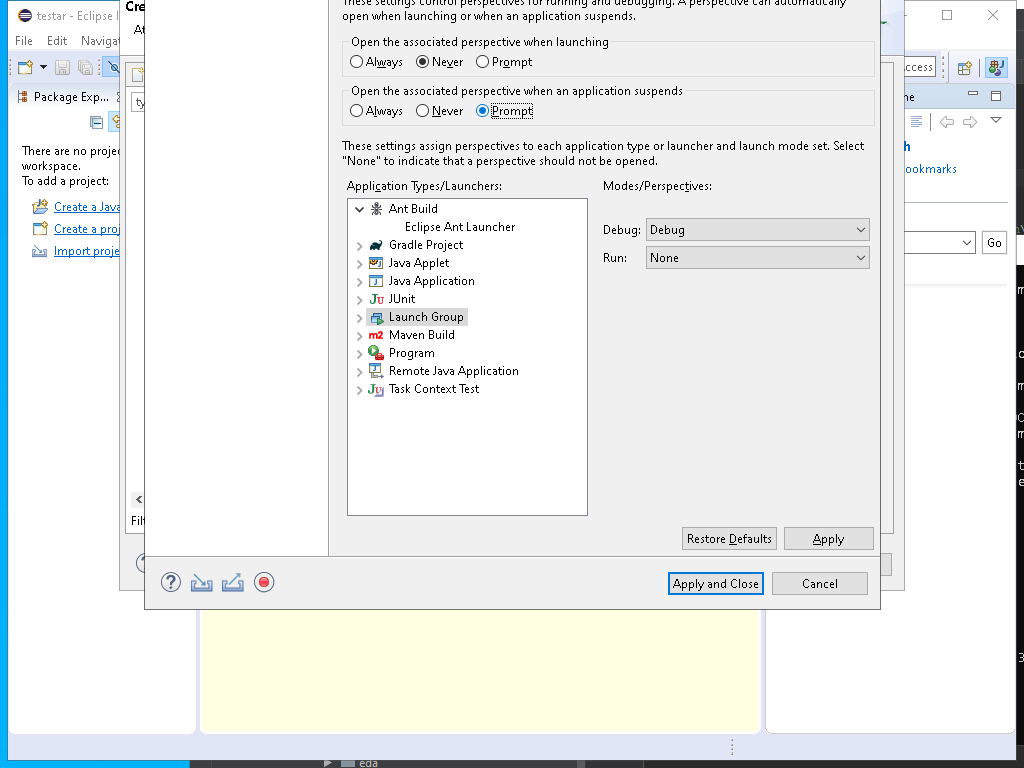 testar - Eclipse I
Cre
File Edit Navigat
At
These settings control perspectives for running and debugging. A perspective can automatically
open when launching or when an application suspends.
Open the associated perspective when launching
Always Never Prompt
Open the associated perspective when an application suspends
Always Never Prompt
These settings assign perspectives to each application type or launcher and launch mode set. Select
"None" to indicate that a perspective should not be opened.
Application Types/Launchers:
Modes/Perspectives:
Ant Build
Eclipse Ant Launcher
Gradle Project
Java Applet
Java Application
JUnit
Launch Group
Maven Build
Program
Remote Java Application
Task Context Test
Debug: Debug
Run: None
Restore Defaults Apply
Apply and Close Cancel
Package Exp...
ty
There are no proje
workspace.
To add a project:
Create a Java
Create a proj
Import proje
Filt
ccess
ne
h
ookmarks
Go
eda